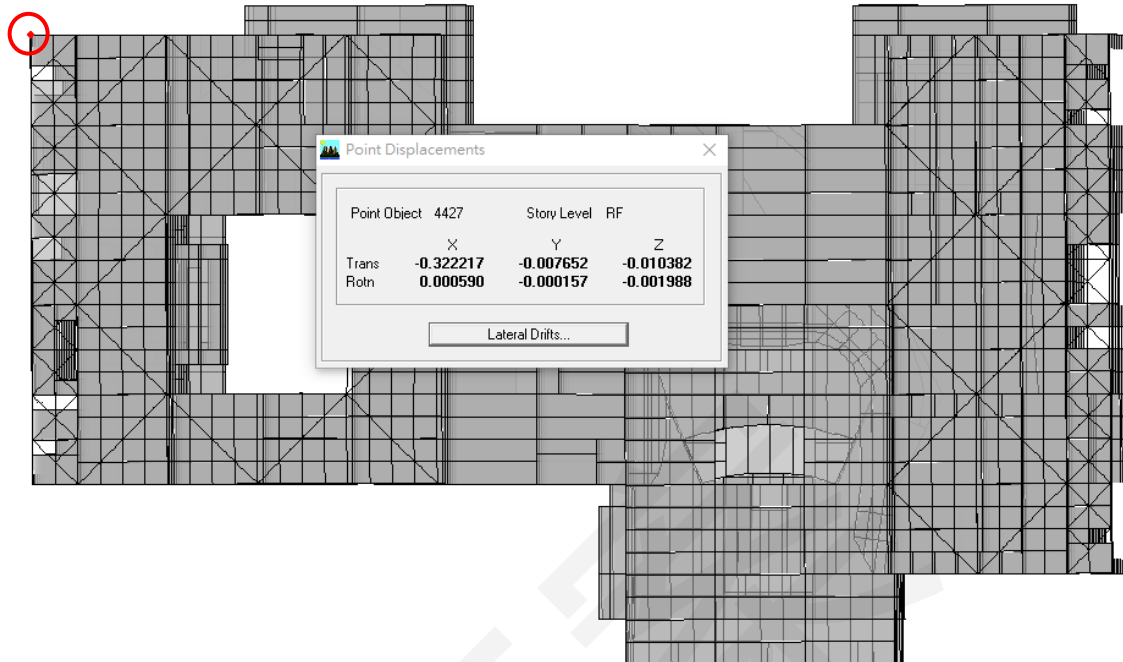 Point Displacements
Point Object 4427 Story Level RF
X Y Z
Trans -0.322217 -0.007652 -0.010382
Rotn 0.000590 -0.000157 -0.001988
Lateral Drifts...